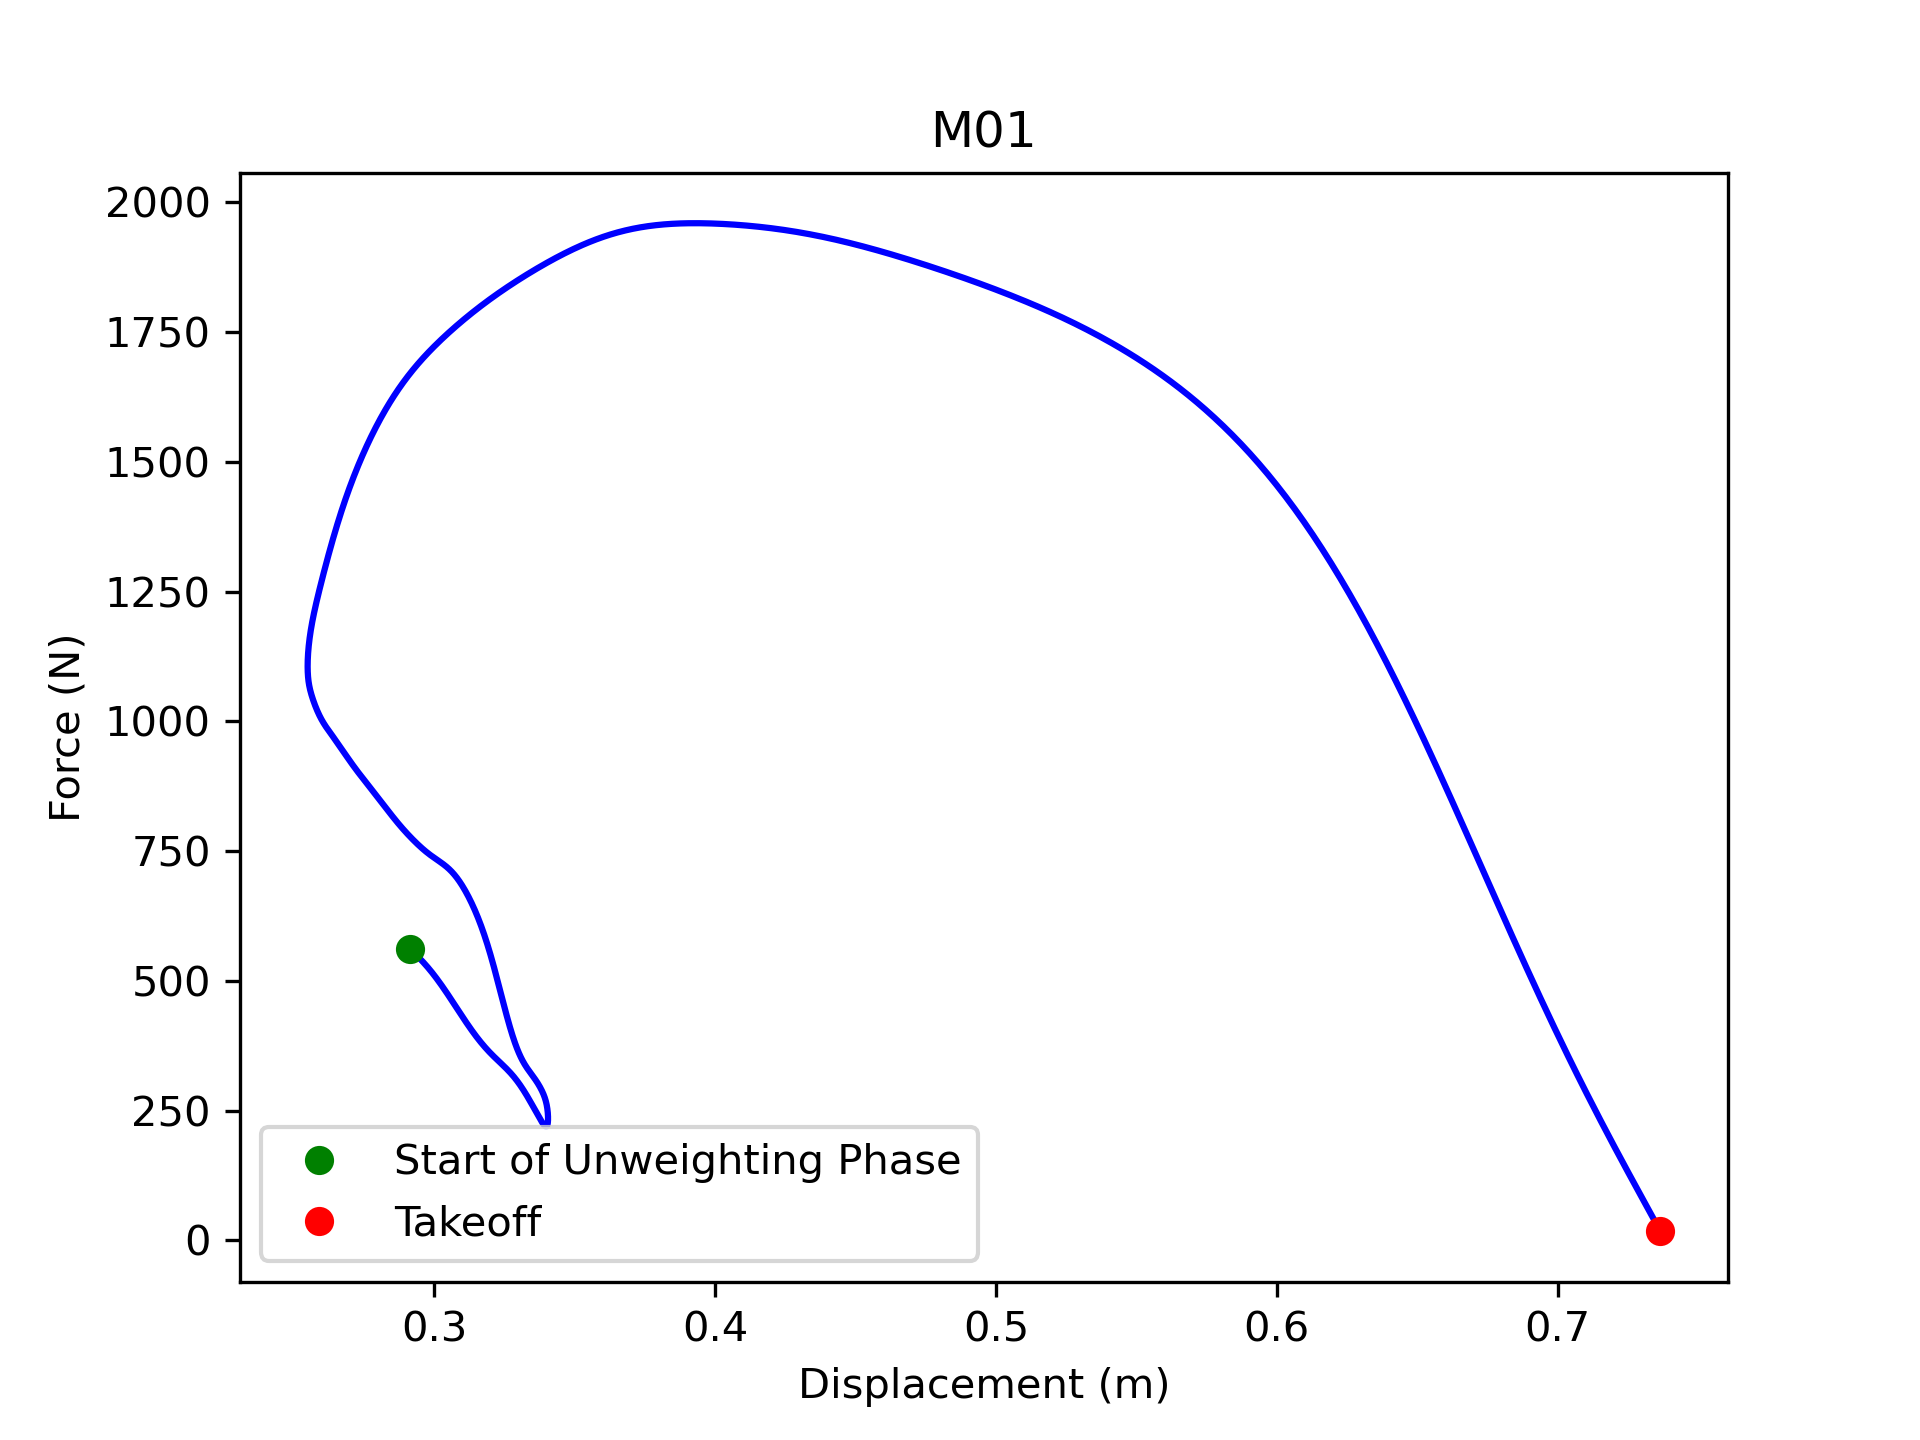 M01
2000
1750
1500
1250
1000
750
500
250
0
Force (N)
Start of Unweighting Phase
Takeoff
0.3 0.4 0.5 0.6 0.7
Displacement (m)